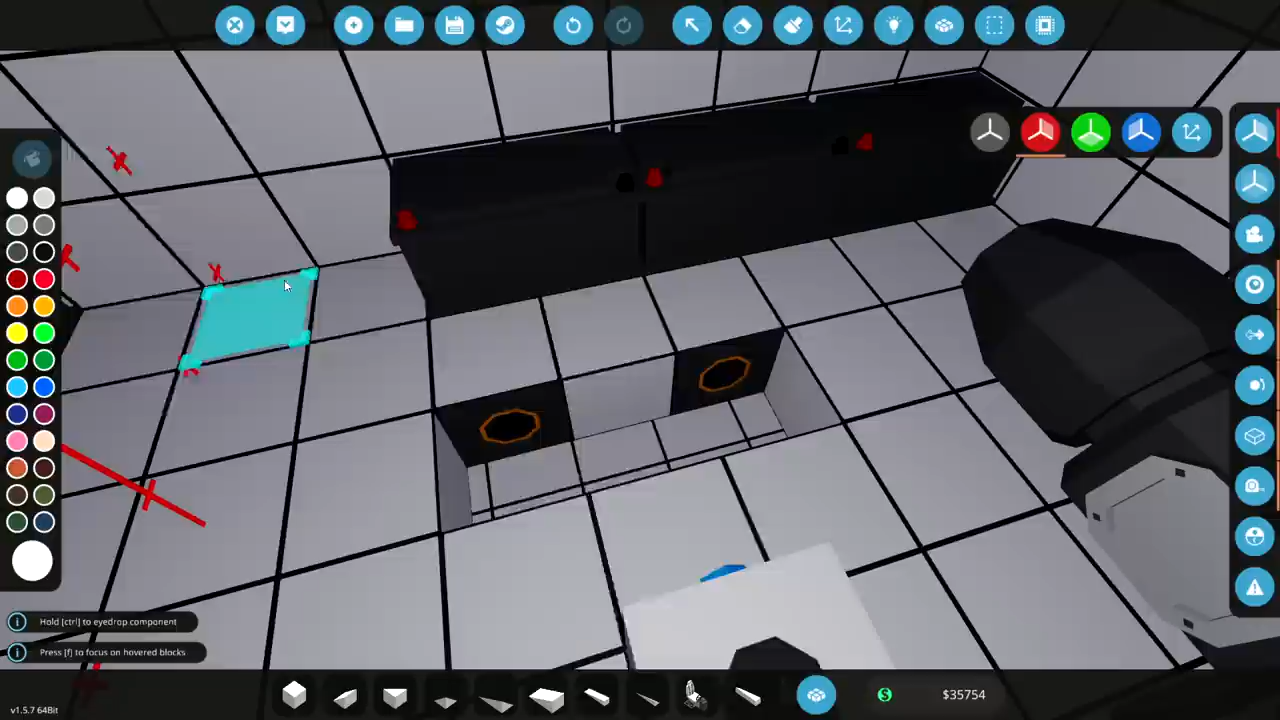 Hold [ctrl] to eyedrop component
Press [f] to focus on hovered blocks
$ $35754
v1.5.7 64Bit